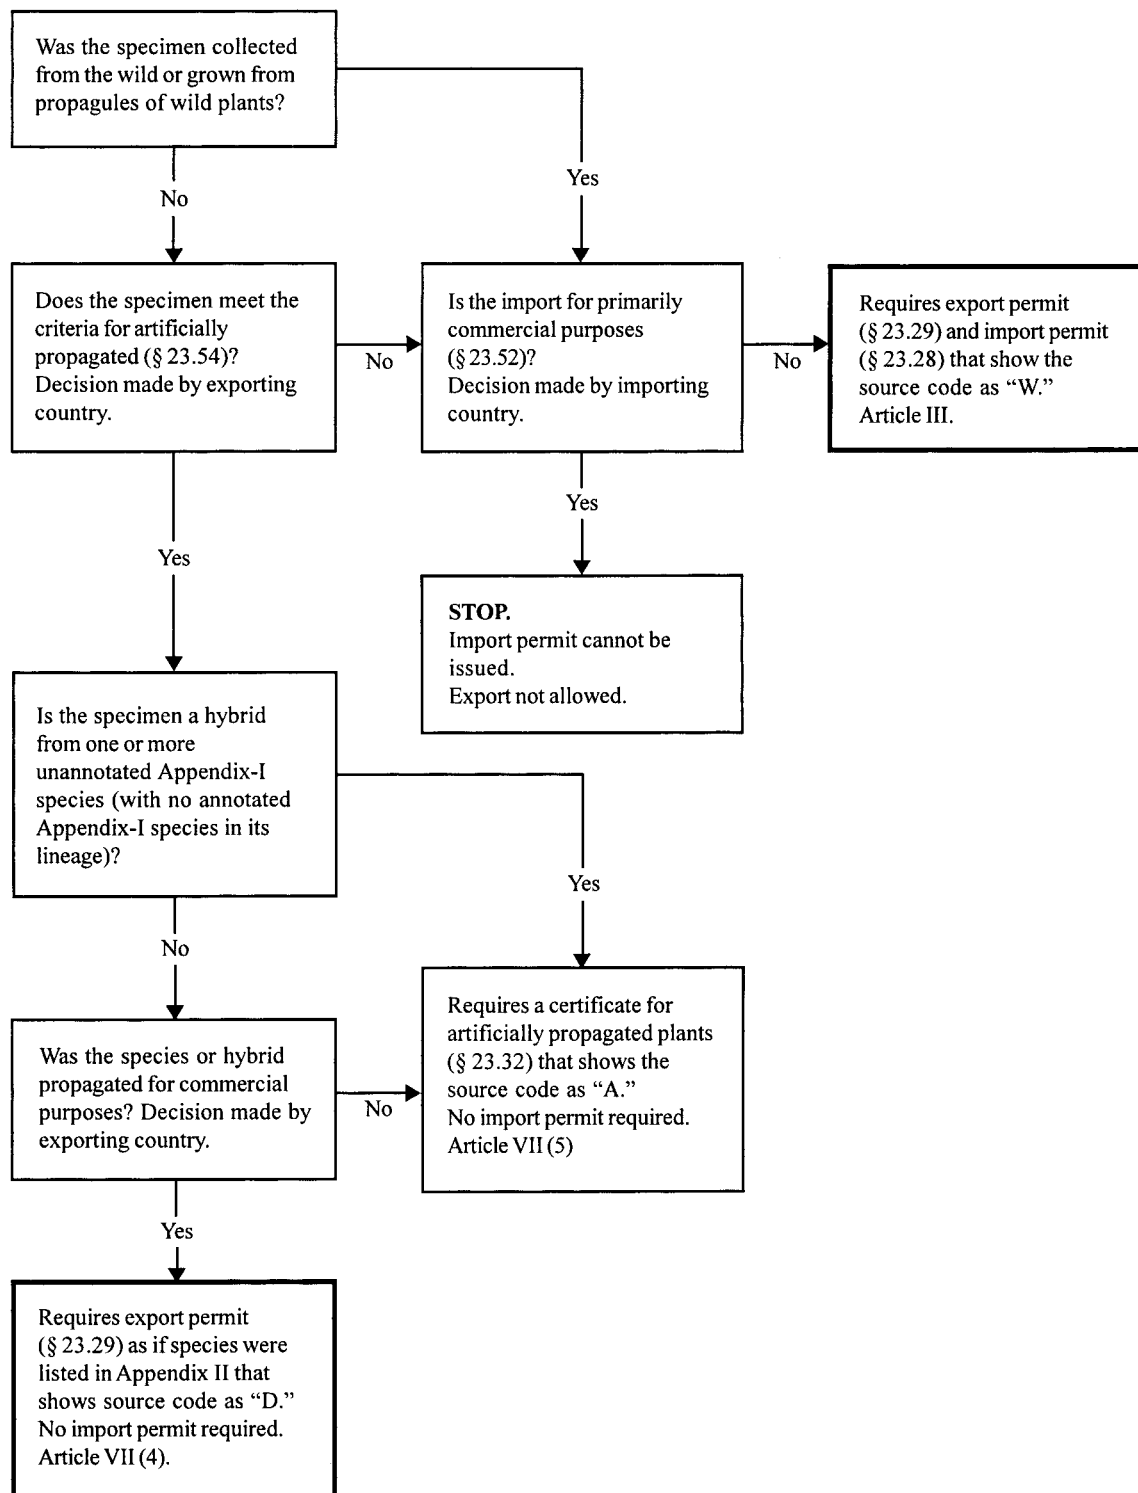 Was the specimen collected
from the wild or grown from
propagules of wild plants?
No
Yes
Does the specimen meet the
criteria for artificially
propagated (§ 23.54)?
Decision made by exporting
country.
No
Is the import for primarily
commercial purposes
(§ 23.52)?
Decision made by importing
country.
No
Requires export permit
(§ 23.29) and import permit
(§ 23.28) that show the
source code as “W.”
Article III.
Yes
Yes
STOP.
Import permit cannot be
issued.
Export not allowed.
Is the specimen a hybrid
from one or more
unannotated Appendix-I
species (with no annotated
Appendix-I species in its
lineage)?
Yes
No
Requires a certificate for
artificially propagated plants
(§ 23.32) that shows the
source code as “A.”
No import permit required.
Article VII (5)
Was the species or hybrid
propagated for commercial
purposes? Decision made by
exporting country.
No
Yes
Requires export permit
(§ 23.29) as if species were
listed in Appendix II that
shows source code as “D.”
No import permit required.
Article VII (4).